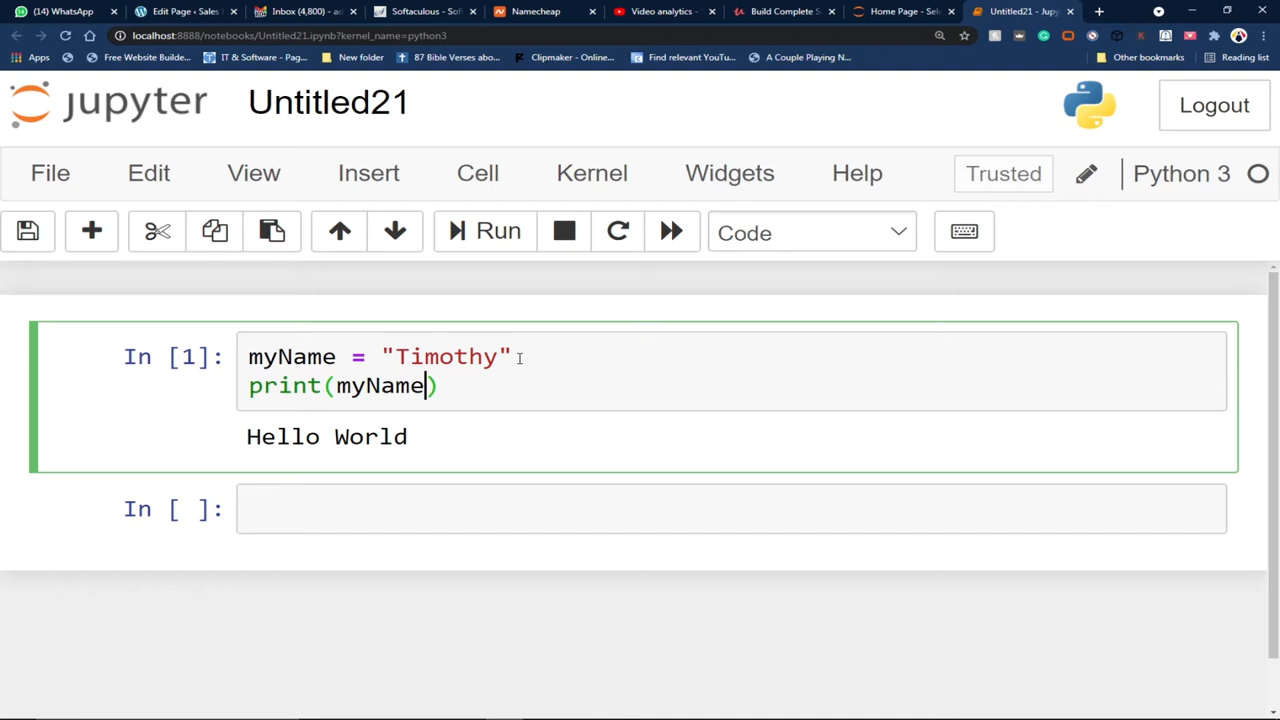 (14) WhatsApp
Edit Page ‹ Sales
Inbox (4,800) - ad
Softaculous - Sof
Namecheap
Video analytics -
Build Complete S
Home Page - Sele
Untitled21 - Jupy
localhost:8888/notebooks/Untitled21.ipynb?kernel_name=python3
Apps
Free Website Builde...
IT & Software - Pag...
New folder
87 Bible Verses abo...
Clipmaker - Online...
Find relevant YouTu...
A Couple Playing N...
Other bookmarks
Reading list
jupyter Untitled21
Logout
File Edit View Insert Cell Kernel Widgets Help Trusted Python 3
Run Code
In [1]: myName = "Timothy"
print(myName)
Hello World
In [ ]: